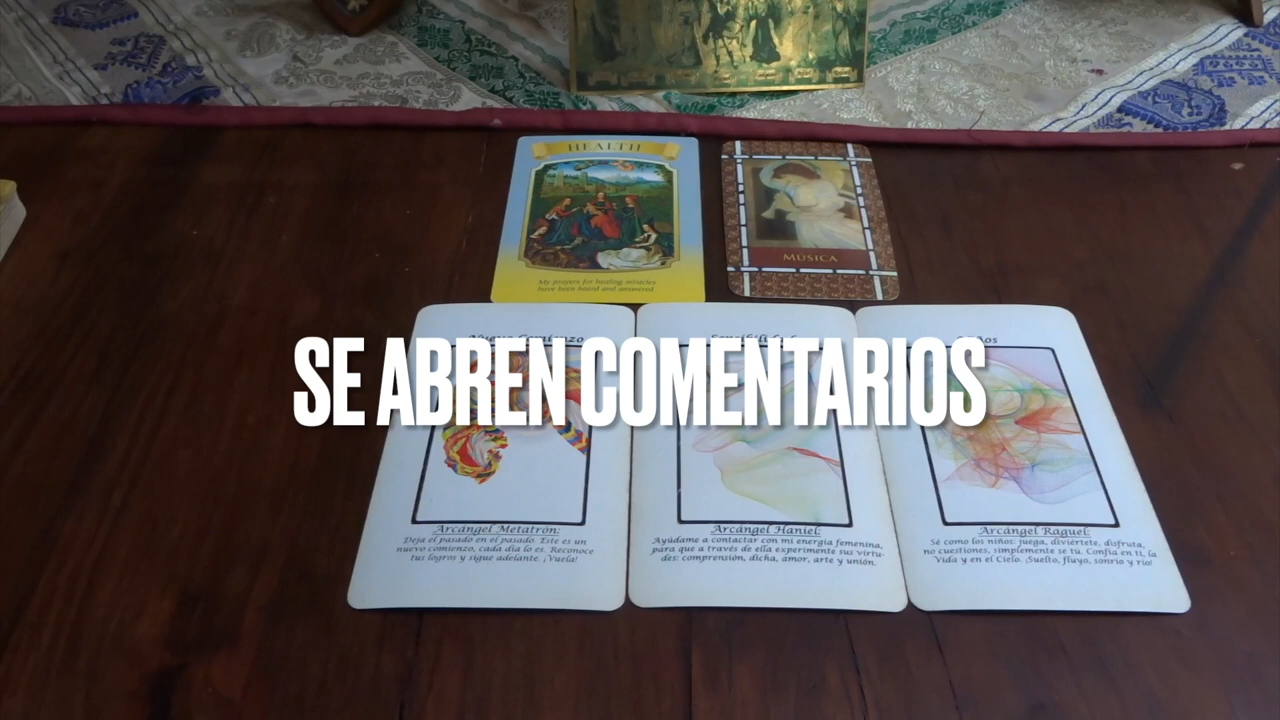 HEALTH
My prayers for healing miracles
have been heard and answered
MÚSICA
SE ABREN COMENTARIOS
Arcángel Metatrón:
Deja el pasado en el pasado. Este es un
nuevo comienzo, cada día lo es. Reconoce
tus logros y sigue adelante. ¡Vuela!
Arcángel Haniel:
Ayúdame a contactar con mi energía femenina,
para que a través de ella experimente sus virtu-
des: comprensión, dicha, amor, arte y unión.
Arcángel Raguel:
Sé como los niños: juega, diviértete, disfruta,
no cuestiones, simplemente se tú. Confía en ti, la
Vida y en el Cielo. ¡Suelto, fluyo, sonrío y río!